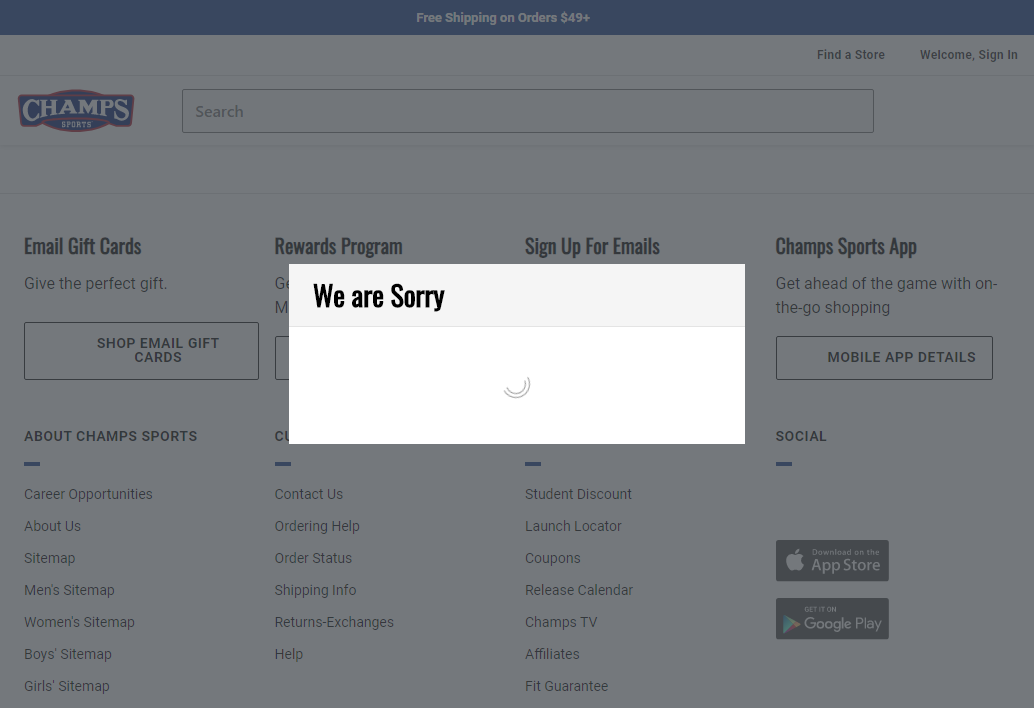 Free Shipping on Orders $49+
Find a Store
Welcome, Sign In
CHAMPS
SPORTS
Search
Email Gift Cards
Give the perfect gift.
SHOP EMAIL GIFT
CARDS
Rewards Program
Sign Up For Emails
Champs Sports App
Get ahead of the game with on-
the-go shopping
MOBILE APP DETAILS
We are Sorry
ABOUT CHAMPS SPORTS
Career Opportunities
About Us
Sitemap
Men's Sitemap
Women's Sitemap
Boys' Sitemap
Girls' Sitemap
Contact Us
Ordering Help
Order Status
Shipping Info
Returns-Exchanges
Help
Student Discount
Launch Locator
Coupons
Release Calendar
Champs TV
Affiliates
Fit Guarantee
SOCIAL
Download on the
App Store
GET IT ON
Google Play